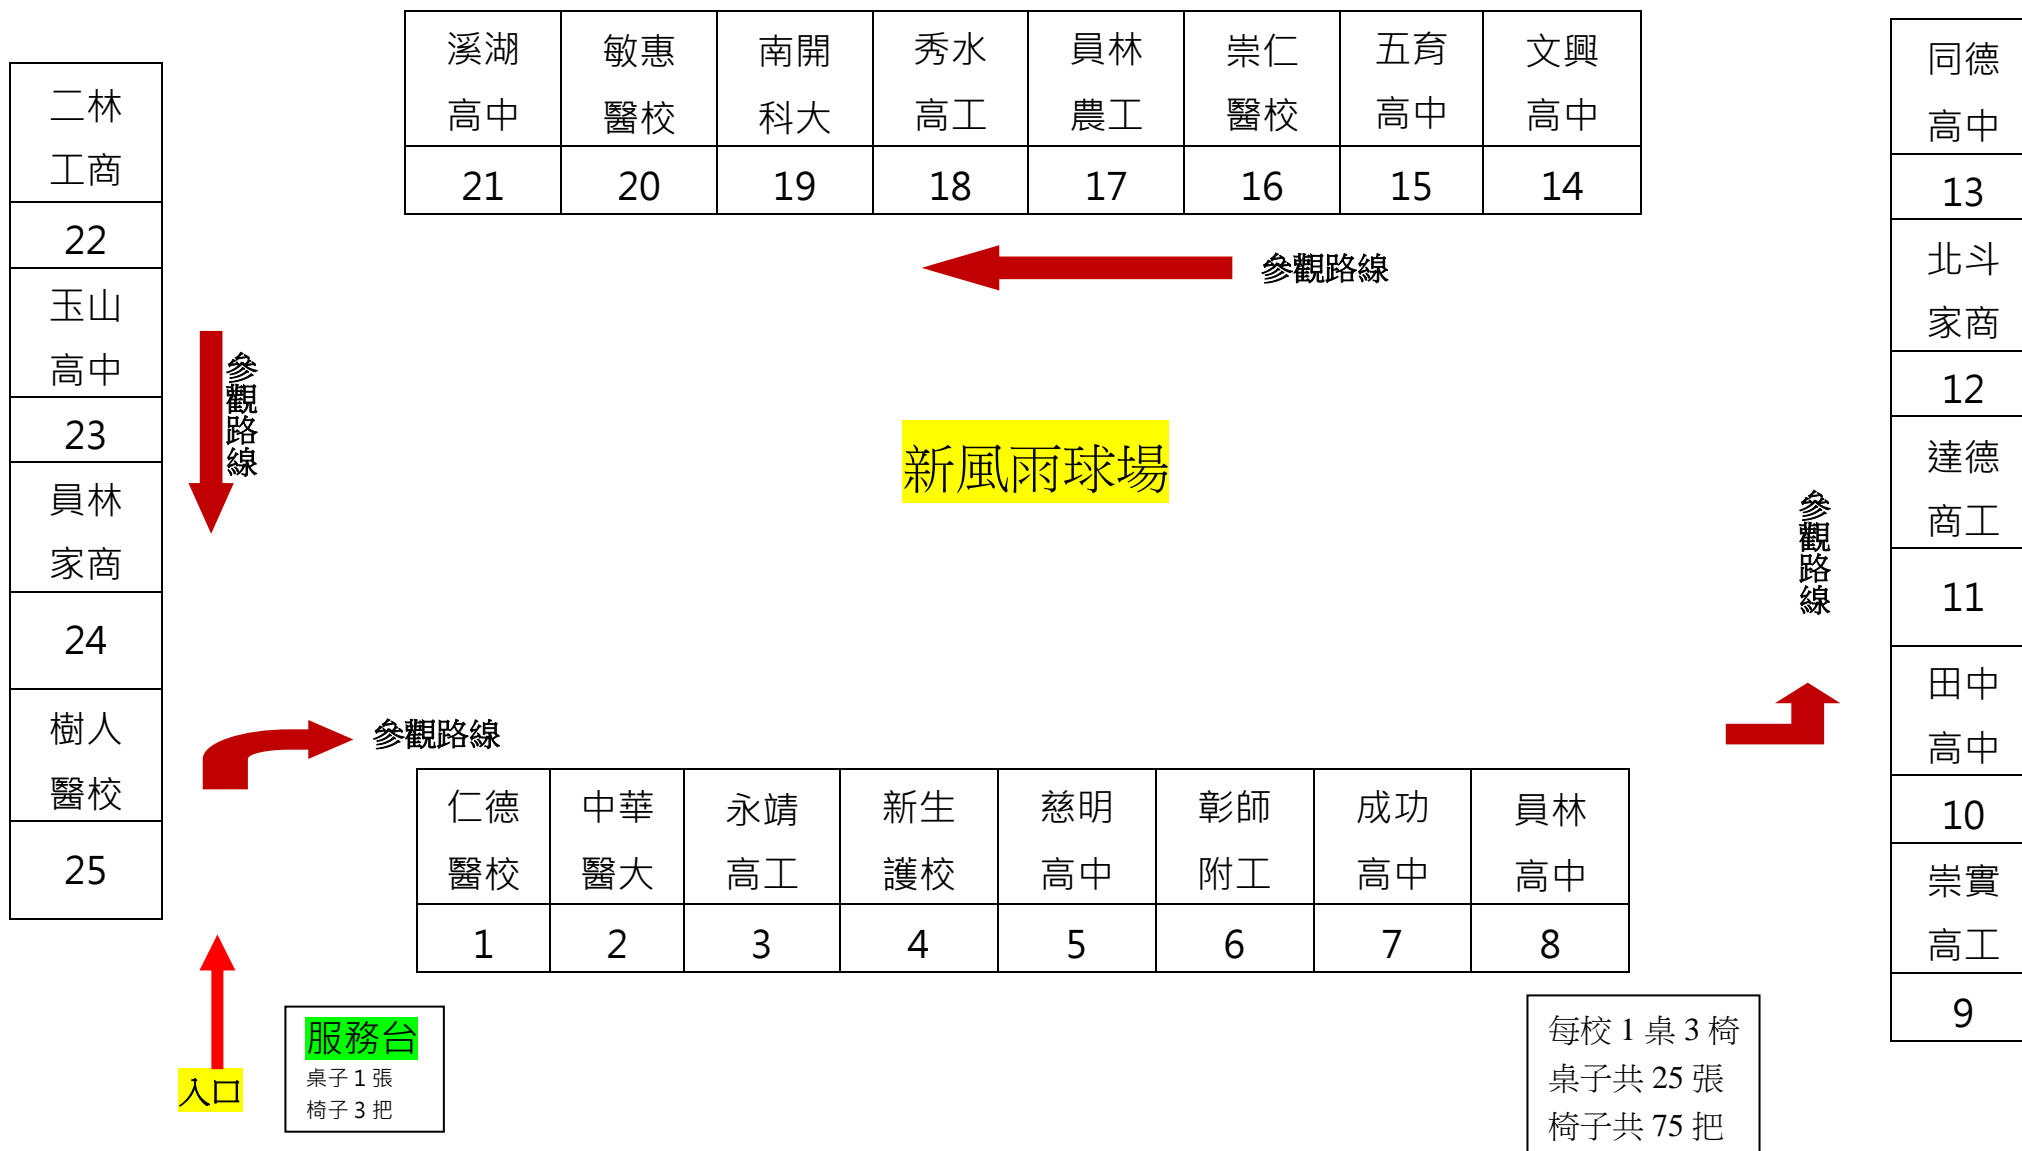 溪湖
高中
21
敏惠
醫校
20
南開
科大
19
秀水
高工
18
員林
農工
17
崇仁
醫校
16
五育
高中
15
文興
高中
14
二林
工商
22
玉山
高中
23
員林
家商
24
樹人
醫校
25
同德
高中
13
北斗
家商
12
達德
商工
11
田中
高中
10
崇實
高工
9
參觀路線
參觀路線
新風雨球場
參觀路線
參觀路線
仁德
醫校
1
中華
醫大
2
永靖
高工
3
新生
護校
4
慈明
高中
5
彰師
附工
6
成功
高中
7
員林
高中
8
入口
服務台
桌子 1 張
椅子 3 把
每校 1 桌 3 椅
桌子共 25 張
椅子共 75 把